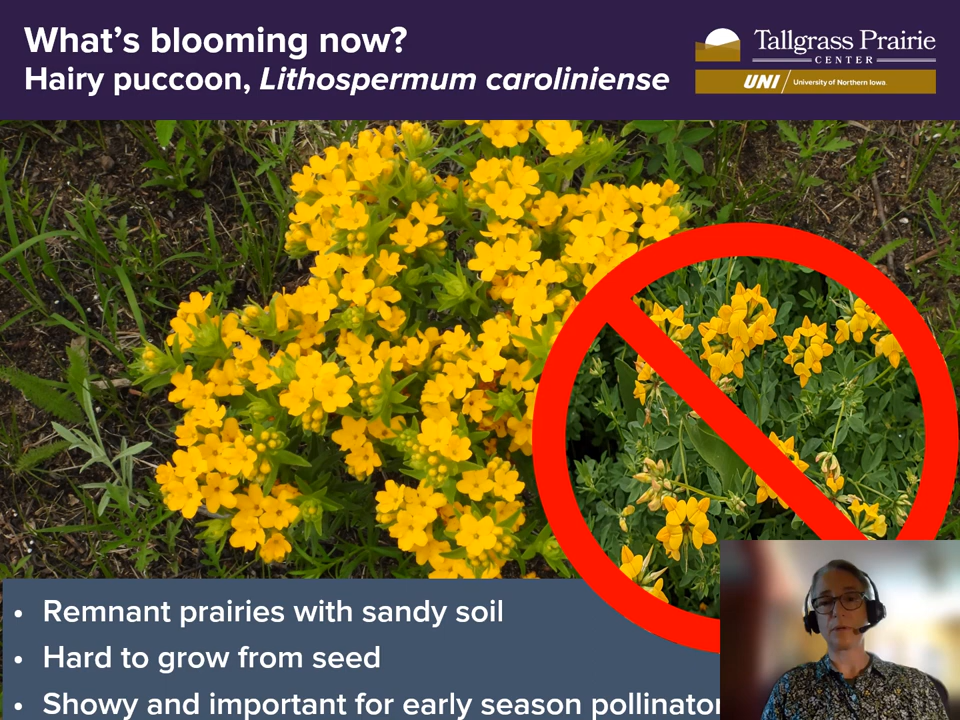 What's blooming now?
Hairy puccoon, Lithospermum caroliniense
Tallgrass Prairie
CENTER
UNI University of Northern Iowa
• Remnant prairies with sandy soil
• Hard to grow from seed
• Showy and important for early season pollinator